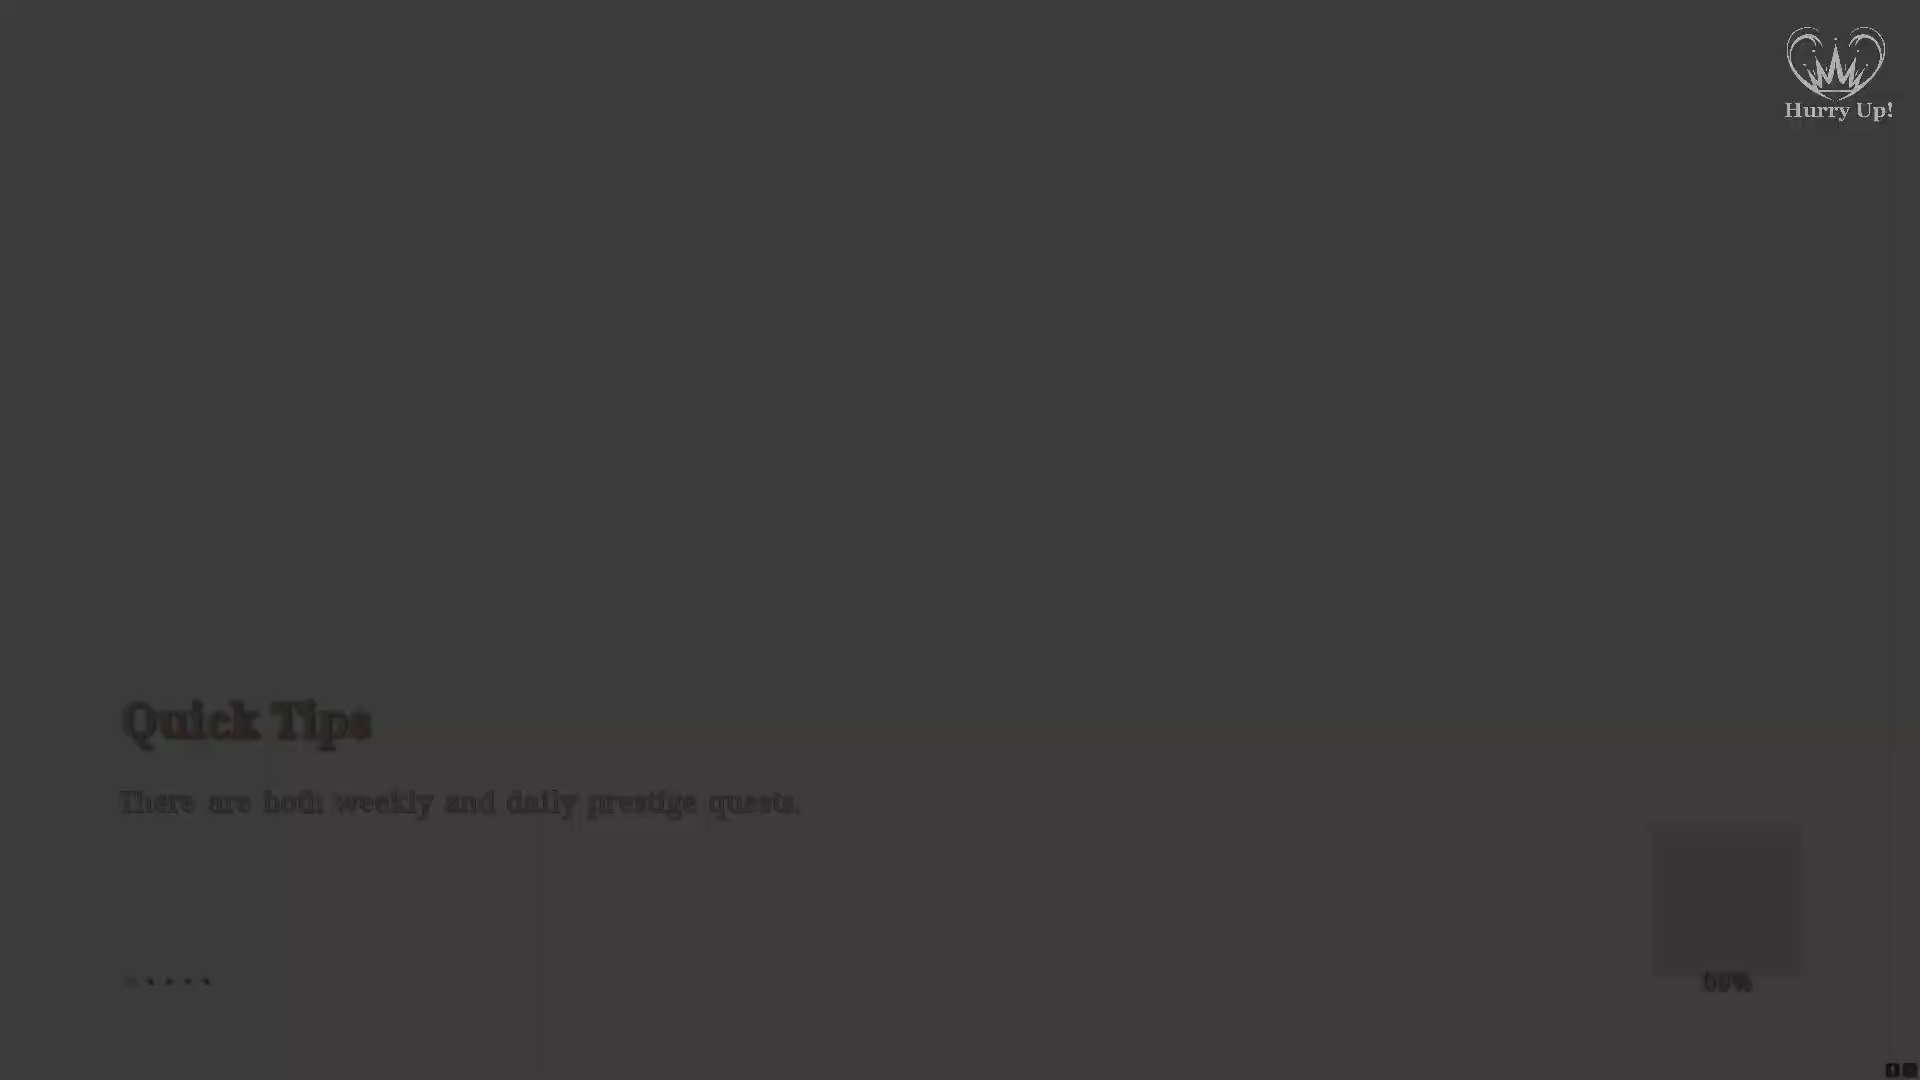 Hurry Up!
Quick Tips
There are both weekly and daily prestige quests.